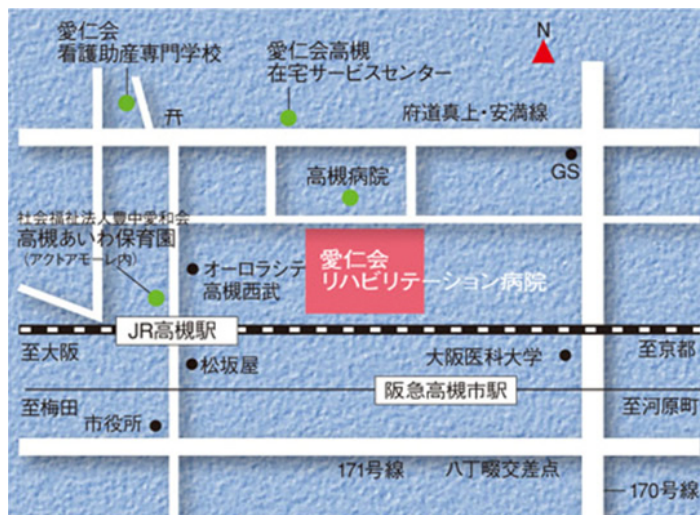 愛仁会
看護助産専門学校
愛仁会高槻
在宅サービスセンター
N
府道真上・安満線
GS
高槻病院
社会福祉法人豊中愛和会
高槻あいわ保育園
(アクトアモーレ内)
オーロラシテ
高槻西武
愛仁会
リハビリテーション病院
JR高槻駅
至大阪
至京都
松坂屋
大阪医科大学
阪急高槻市駅
至梅田
至河原町
市役所
171号線
八丁畷交差点
170号線